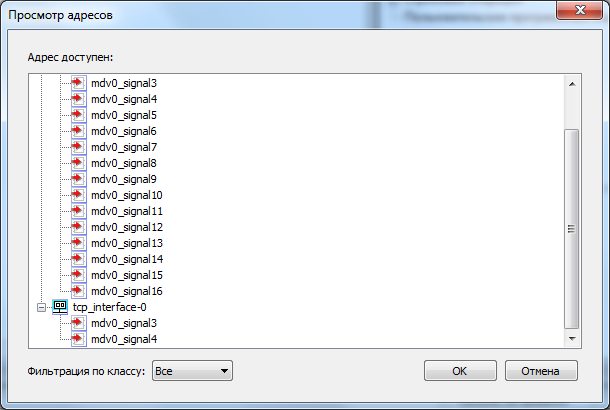 Просмотр адресов
Адрес доступен:
mdv0_signal3
mdv0_signal4
mdv0_signal5
mdv0_signal6
mdv0_signal7
mdv0_signal8
mdv0_signal9
mdv0_signal10
mdv0_signal11
mdv0_signal12
mdv0_signal13
mdv0_signal14
mdv0_signal15
mdv0_signal16
tcp_interface-0
mdv0_signal3
mdv0_signal4
Фильтрация по классу: Все OK Отмена